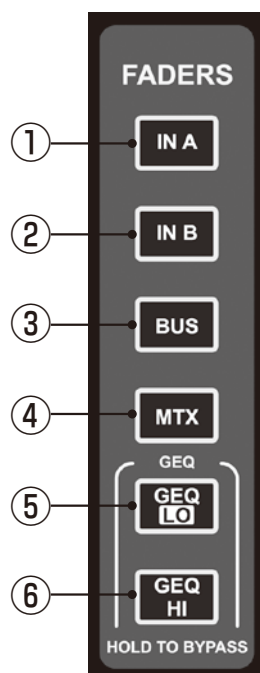 FADERS
① IN A
② IN B
③ BUS
④ MTX
GEQ
⑤ GEQ
LO
⑥ GEQ
HI
HOLD TO BYPASS